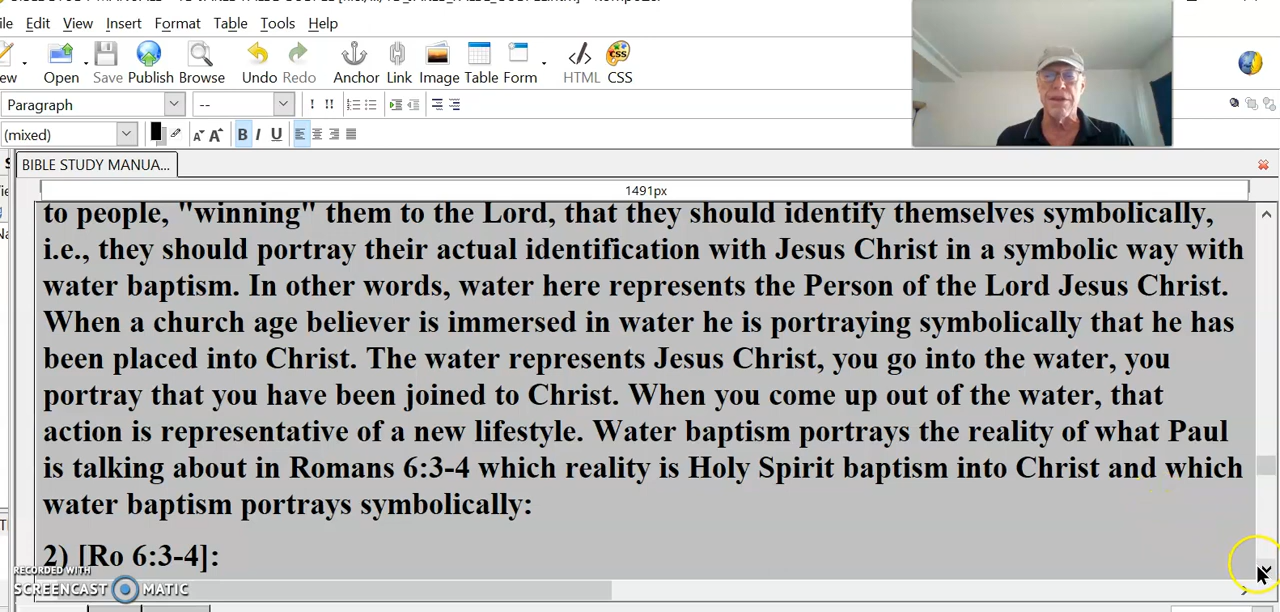 Edit View Insert Format Table Tools Help
Open Save Publish Browse Undo Redo Anchor Link Image Table Form HTML CSS
Paragraph --
(mixed) B I U
BIBLE STUDY MANUA...
1491px
to people, "winning" them to the Lord, that they should identify themselves symbolically,
i.e., they should portray their actual identification with Jesus Christ in a symbolic way with
water baptism. In other words, water here represents the Person of the Lord Jesus Christ.
When a church age believer is immersed in water he is portraying symbolically that he has
been placed into Christ. The water represents Jesus Christ, you go into the water, you
portray that you have been joined to Christ. When you come up out of the water, that
action is representative of a new lifestyle. Water baptism portrays the reality of what Paul
is talking about in Romans 6:3-4 which reality is Holy Spirit baptism into Christ and which
water baptism portrays symbolically:
2) [Ro 6:3-4]:
RECORDED WITH
SCREENCAST MATIC